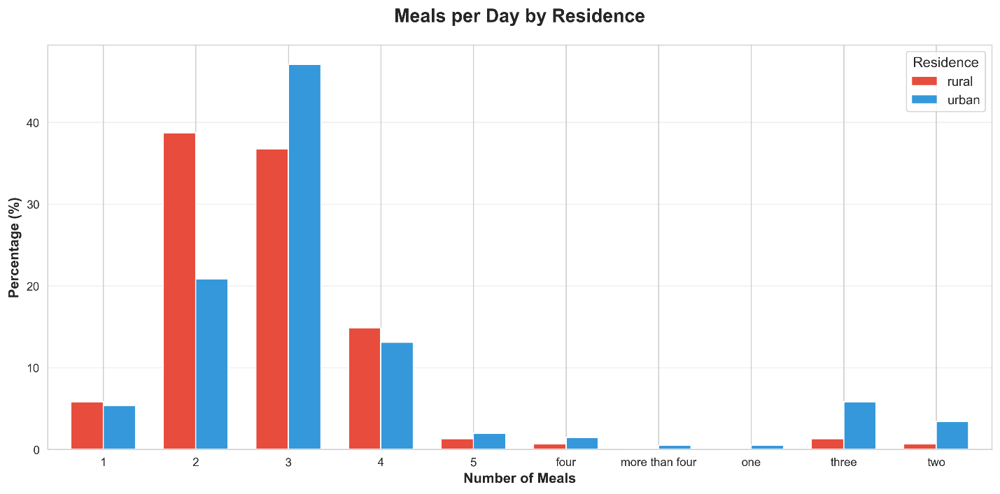 Meals per Day by Residence
Residence
rural
urban
Percentage (%)
40
30
20
10
0
1 2 3 4 5 four more than four one three two
Number of Meals